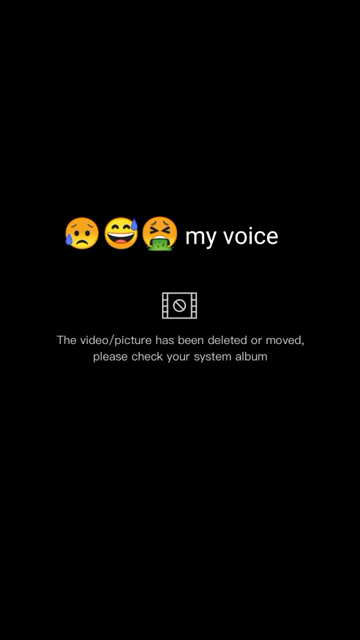 😥😅🤮 my voice
The video/picture has been deleted or moved,
please check your system album